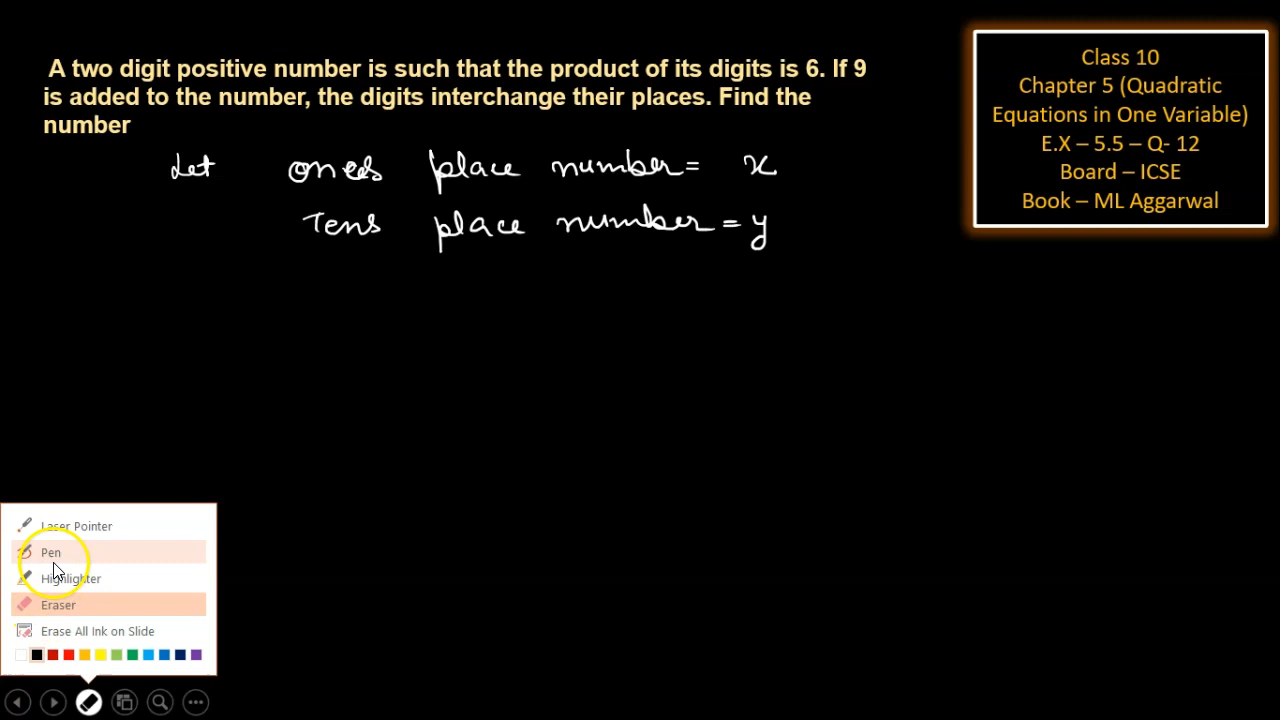 A two digit positive number is such that the product of its digits is 6. If 9
is added to the number, the digits interchange their places. Find the
number
Class 10
Chapter 5 (Quadratic
Equations in One Variable)
E.X – 5.5 – Q- 12
Board – ICSE
Book – ML Aggarwal
Let ones place number= x
Tens place number = y
Laser Pointer
Pen
Highlighter
Eraser
Erase All Ink on Slide